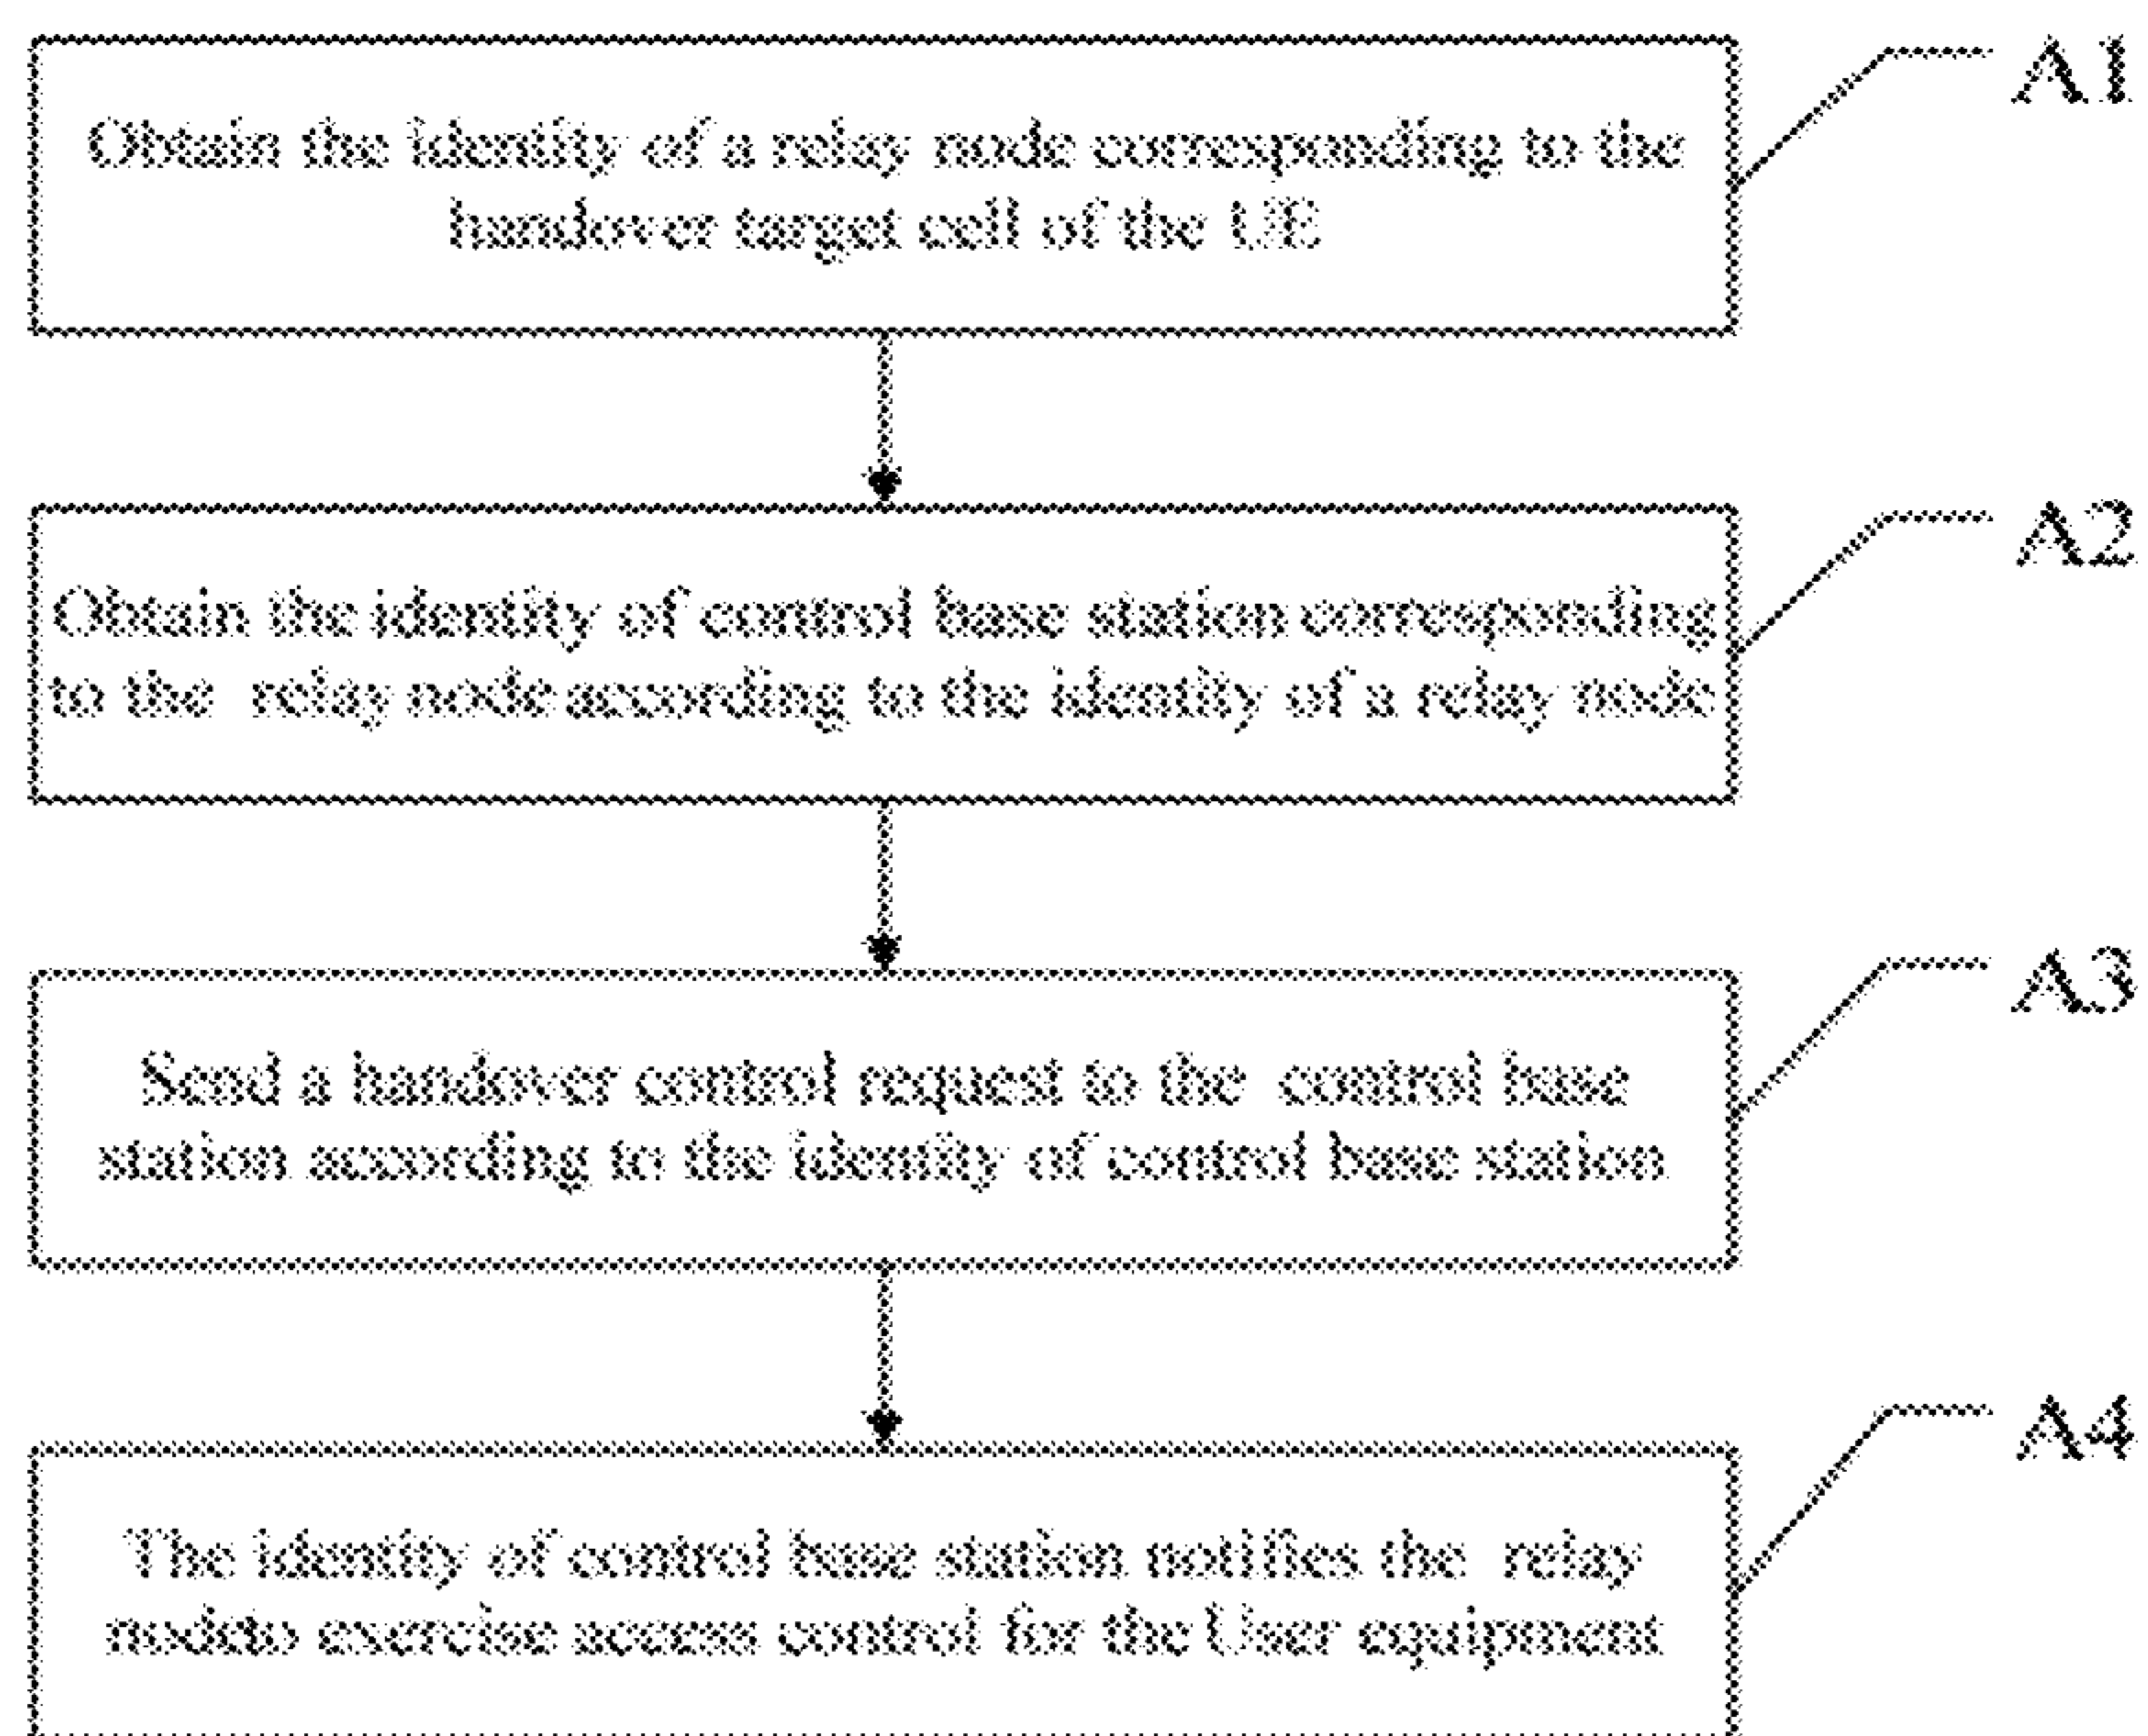 A1
Obtain the identity of a relay node corresponding to the
handover target cell of the UE
A2
Obtain the identity of control base station corresponding
to the relay node according to the identity of a relay node
A3
Send a handover control request to the control base
station according to the identity of control base station
A4
The identity of control base station notifies the relay
nodeto exercise access control for the User equipment